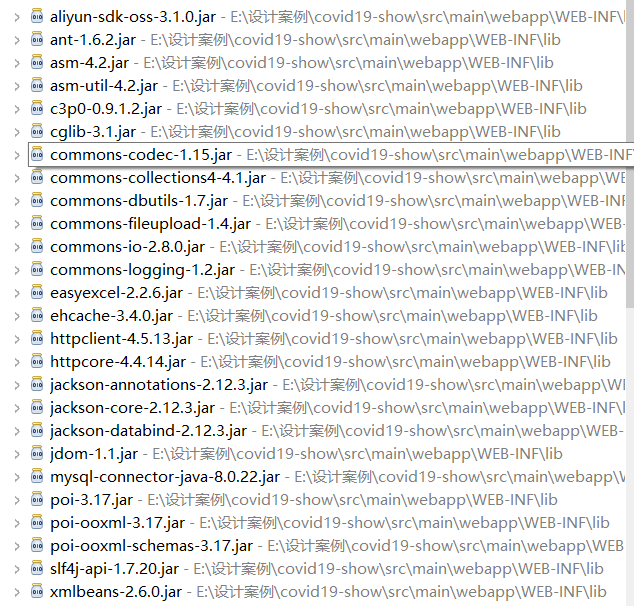 aliyun-sdk-oss-3.1.0.jar - E:\设计案例\covid19-show\src\main\webapp\WEB-INF\
ant-1.6.2.jar - E:\设计案例\covid19-show\src\main\webapp\WEB-INF\lib
asm-4.2.jar - E:\设计案例\covid19-show\src\main\webapp\WEB-INF\lib
asm-util-4.2.jar - E:\设计案例\covid19-show\src\main\webapp\WEB-INF\lib
c3p0-0.9.1.2.jar - E:\设计案例\covid19-show\src\main\webapp\WEB-INF\lib
cglib-3.1.jar - E:\设计案例\covid19-show\src\main\webapp\WEB-INF\lib
commons-codec-1.15.jar - E:\设计案例\covid19-show\src\main\webapp\WEB-INF\
commons-collections4-4.1.jar - E:\设计案例\covid19-show\src\main\webapp\WE
commons-dbutils-1.7.jar - E:\设计案例\covid19-show\src\main\webapp\WEB-INF\
commons-fileupload-1.4.jar - E:\设计案例\covid19-show\src\main\webapp\WEB-
commons-io-2.8.0.jar - E:\设计案例\covid19-show\src\main\webapp\WEB-INF\lib
commons-logging-1.2.jar - E:\设计案例\covid19-show\src\main\webapp\WEB-IN
easyexcel-2.2.6.jar - E:\设计案例\covid19-show\src\main\webapp\WEB-INF\lib
ehcache-3.4.0.jar - E:\设计案例\covid19-show\src\main\webapp\WEB-INF\lib
httpclient-4.5.13.jar - E:\设计案例\covid19-show\src\main\webapp\WEB-INF\lib
httpcore-4.4.14.jar - E:\设计案例\covid19-show\src\main\webapp\WEB-INF\lib
jackson-annotations-2.12.3.jar - E:\设计案例\covid19-show\src\main\webapp\WE
jackson-core-2.12.3.jar - E:\设计案例\covid19-show\src\main\webapp\WEB-INF\
jackson-databind-2.12.3.jar - E:\设计案例\covid19-show\src\main\webapp\WEB-
jdom-1.1.jar - E:\设计案例\covid19-show\src\main\webapp\WEB-INF\lib
mysql-connector-java-8.0.22.jar - E:\设计案例\covid19-show\src\main\webapp\
poi-3.17.jar - E:\设计案例\covid19-show\src\main\webapp\WEB-INF\lib
poi-ooxml-3.17.jar - E:\设计案例\covid19-show\src\main\webapp\WEB-INF\lib
poi-ooxml-schemas-3.17.jar - E:\设计案例\covid19-show\src\main\webapp\WEB
slf4j-api-1.7.20.jar - E:\设计案例\covid19-show\src\main\webapp\WEB-INF\lib
xmlbeans-2.6.0.jar - E:\设计案例\covid19-show\src\main\webapp\WEB-INF\lib